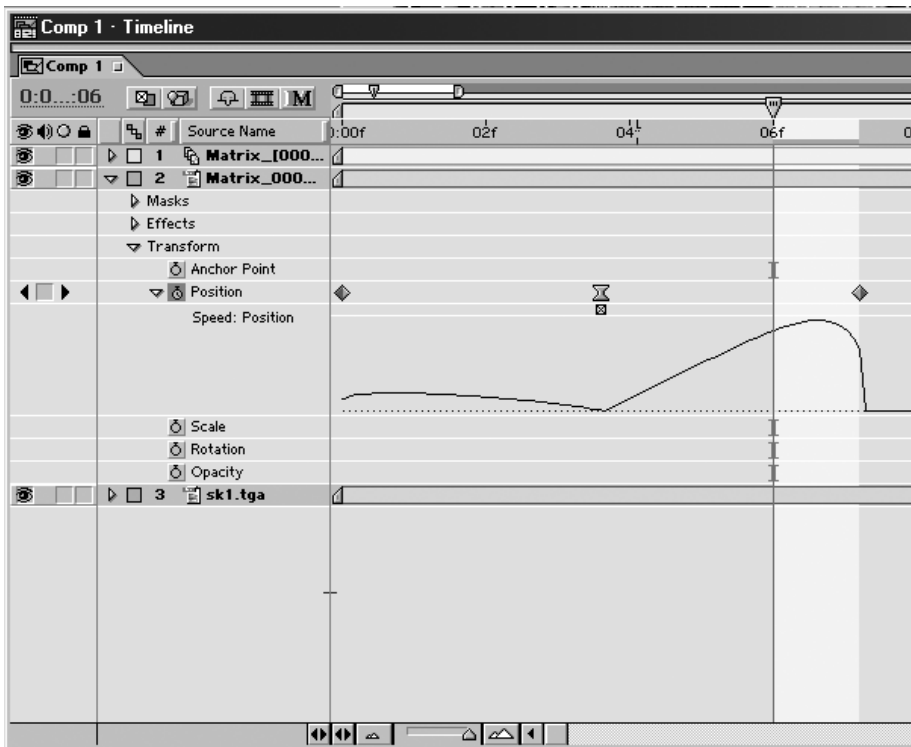 Comp 1 · Timeline
Comp 1
0:0...:06
M
:00f 02f 04f 06f 0
# Source Name
1 Matrix_[000...
2 Matrix_000...
Masks
Effects
Transform
Anchor Point
Position
Speed: Position
Scale
Rotation
Opacity
3 sk1.tga